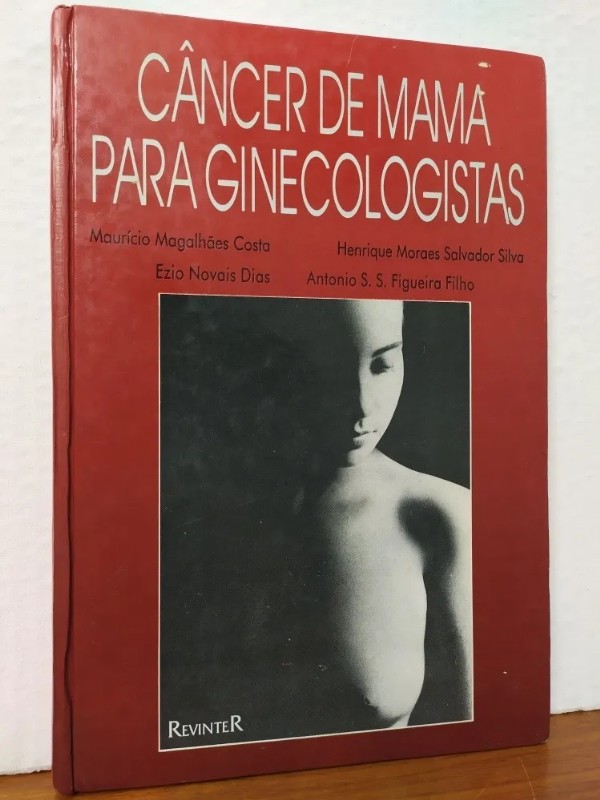 CÂNCER DE MAMA
PARA GINECOLOGISTAS
Maurício Magalhães Costa
Henrique Moraes Salvador Silva
Ezio Novais Dias
Antonio S. S. Figueira Filho
REVINTER